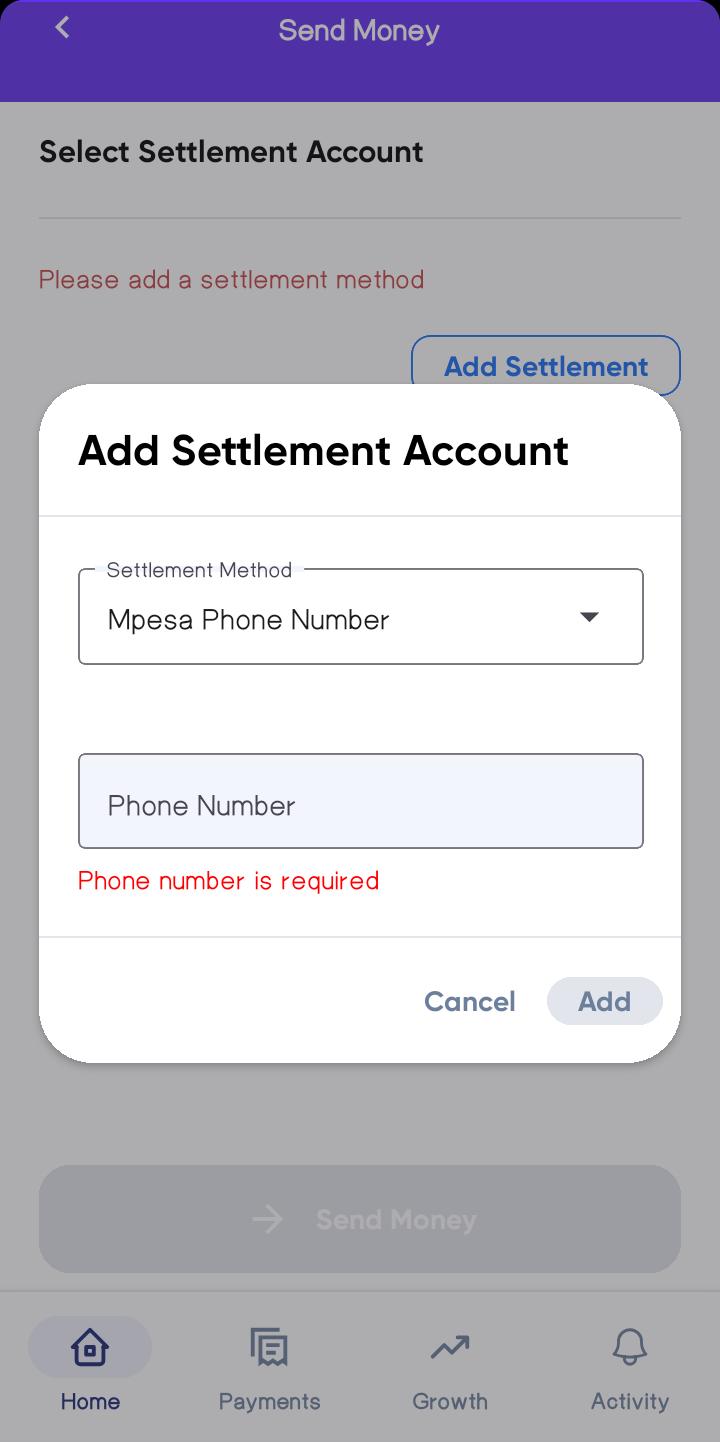 Send Money
Select Settlement Account
Please add a settlement method
Add Settlement
Add Settlement Account
Settlement Method
Mpesa Phone Number
Phone Number
Phone number is required
Cancel
Add
Send Money
Home
Payments
Growth
Activity